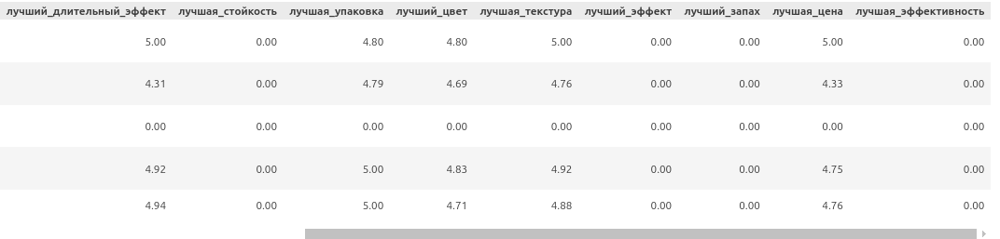 лучший_длительный_эффект лучшая_стойкость лучшая_упаковка лучший_цвет лучшая_текстура лучший_эффект лучший_запах лучшая_цена лучшая_эффективность
5.00 0.00 4.80 4.80 5.00 0.00 0.00 5.00 0.00
4.31 0.00 4.79 4.69 4.76 0.00 0.00 4.33 0.00
0.00 0.00 0.00 0.00 0.00 0.00 0.00 0.00 0.00
4.92 0.00 5.00 4.83 4.92 0.00 0.00 4.75 0.00
4.94 0.00 5.00 4.71 4.88 0.00 0.00 4.76 0.00